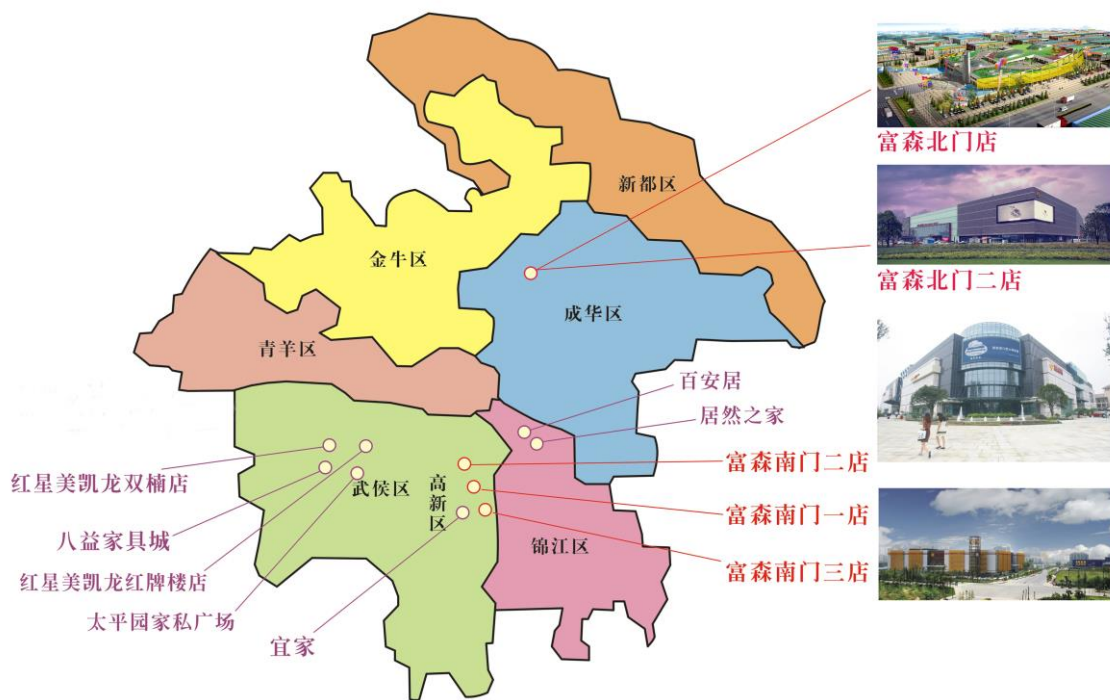 富森北门店
新都区
金牛区
富森北门二店
成华区
青羊区
百安居
居然之家
富森南门二店
红星美凯龙双楠店
武侯区
高新区
富森南门一店
八益家具城
锦江区
富森南门三店
红星美凯龙红牌楼店
太平园家私广场
宜家